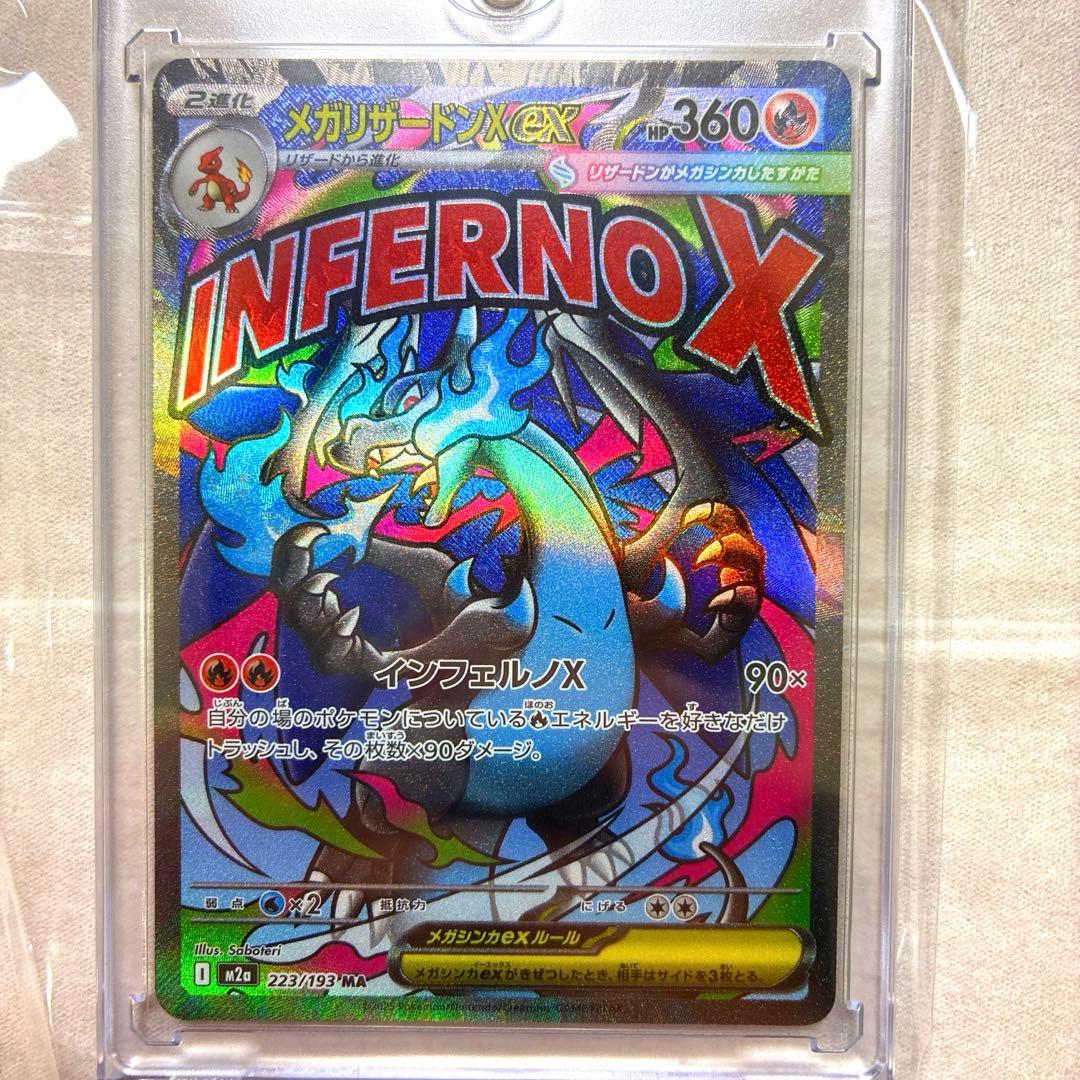 2進化
メガリザードンXex
HP360
リザードから進化
リザードンがメガシンカしたすがた
INFERNO X
インフェルノX 90×
自分の場のポケモンについている エネルギーを好きなだけ
トラッシュし、その枚数×90ダメージ。
弱点 ×2 抵抗力 にげる
メガシンカexルール
メガシンカexがきぜつしたとき、相手はサイドを3枚とる。
Illus. Saboteri
I m2a 223/193 MA
©2025 Pokémon/Nintendo/Creatures/GAME FREAK